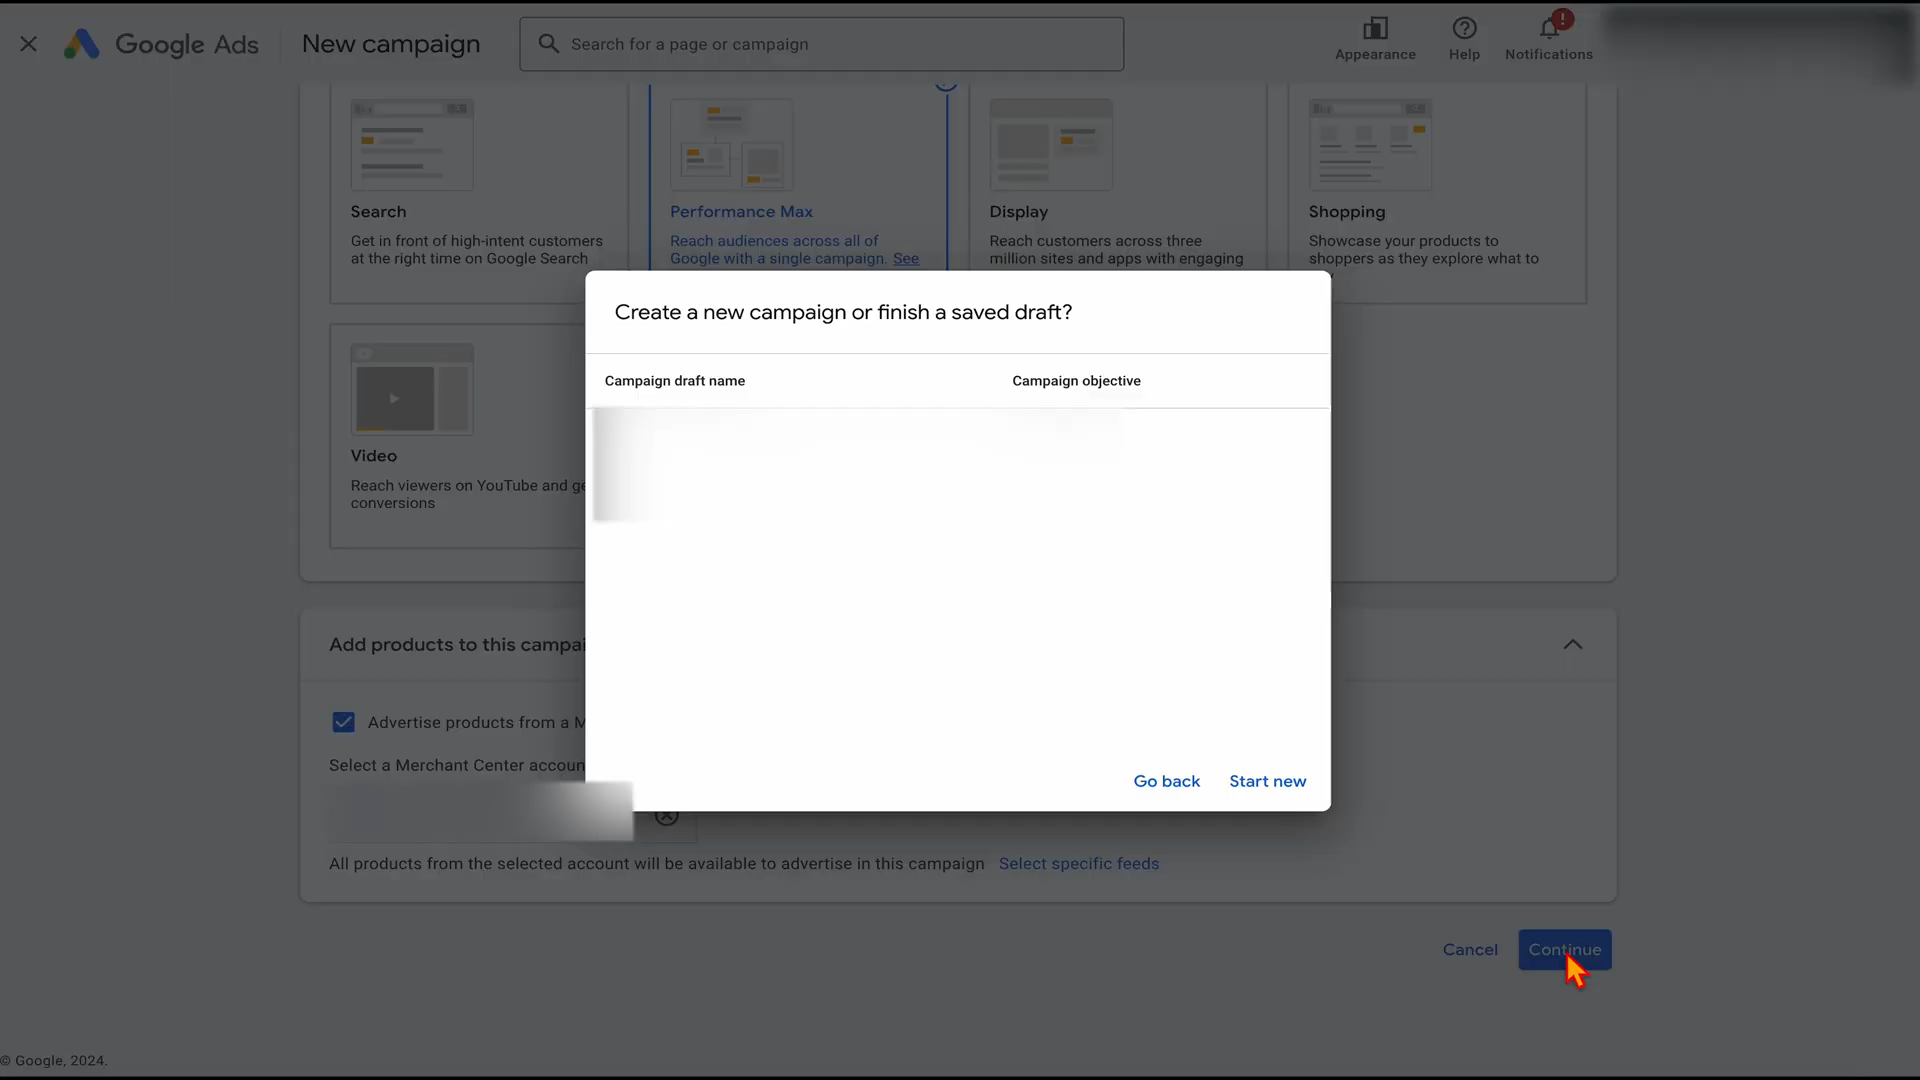 Google Ads
New campaign
Search for a page or campaign
Appearance
Help
!
Notifications
Search
Get in front of high-intent customers
at the right time on Google Search
Performance Max
Reach audiences across all of
Google with a single campaign. See
Display
Reach customers across three
million sites and apps with engaging
Shopping
Showcase your products to
shoppers as they explore what to
Video
Reach viewers on YouTube and ge
conversions
Create a new campaign or finish a saved draft?
Campaign draft name
Campaign objective
Go back
Start new
Add products to this campai
Advertise products from a M
Select a Merchant Center accoun
All products from the selected account will be available to advertise in this campaign
Select specific feeds
Cancel
Continue
© Google, 2024.